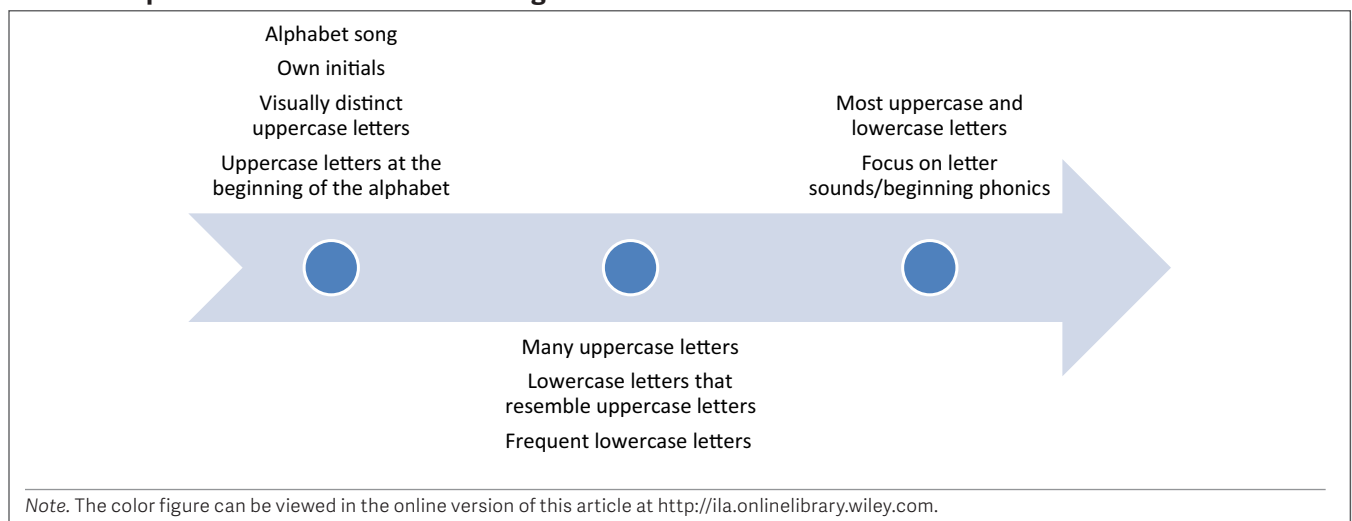 Alphabet song
Own initials
Visually distinct
uppercase letters
Uppercase letters at the
beginning of the alphabet
Many uppercase letters
Lowercase letters that
resemble uppercase letters
Frequent lowercase letters
Most uppercase and
lowercase letters
Focus on letter
sounds/beginning phonics
Note. The color figure can be viewed in the online version of this article at http://ila.onlinelibrary.wiley.com.